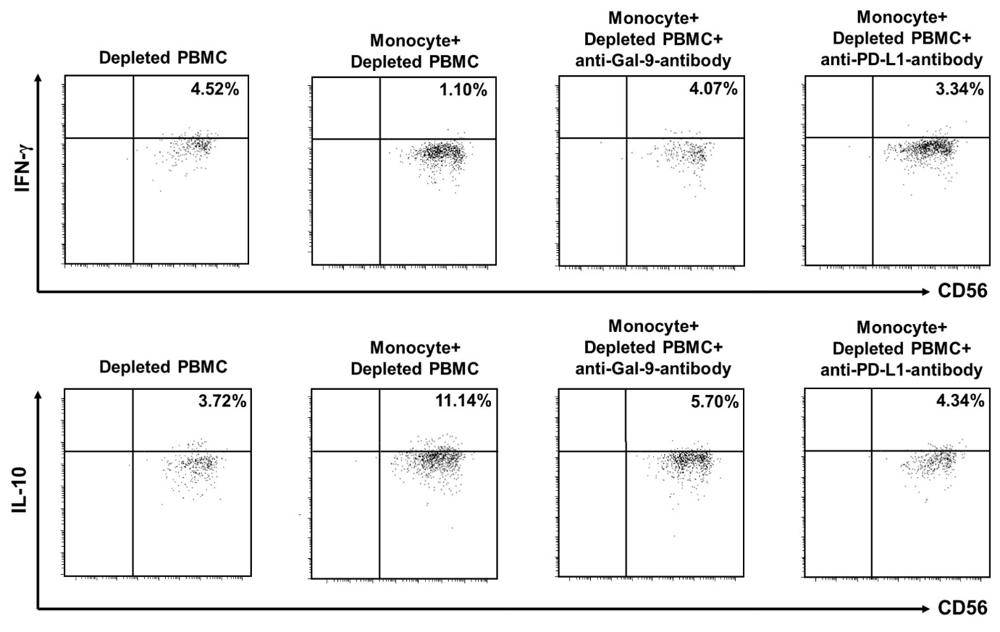 Depleted PBMC
Monocyte+
Depleted PBMC
Monocyte+
Depleted PBMC+
anti-Gal-9-antibody
Monocyte+
Depleted PBMC+
anti-PD-L1-antibody
IFN-γ
4.52%
1.10%
4.07%
3.34%
CD56
Depleted PBMC
Monocyte+
Depleted PBMC
Monocyte+
Depleted PBMC+
anti-Gal-9-antibody
Monocyte+
Depleted PBMC+
anti-PD-L1-antibody
IL-10
3.72%
11.14%
5.70%
4.34%
CD56